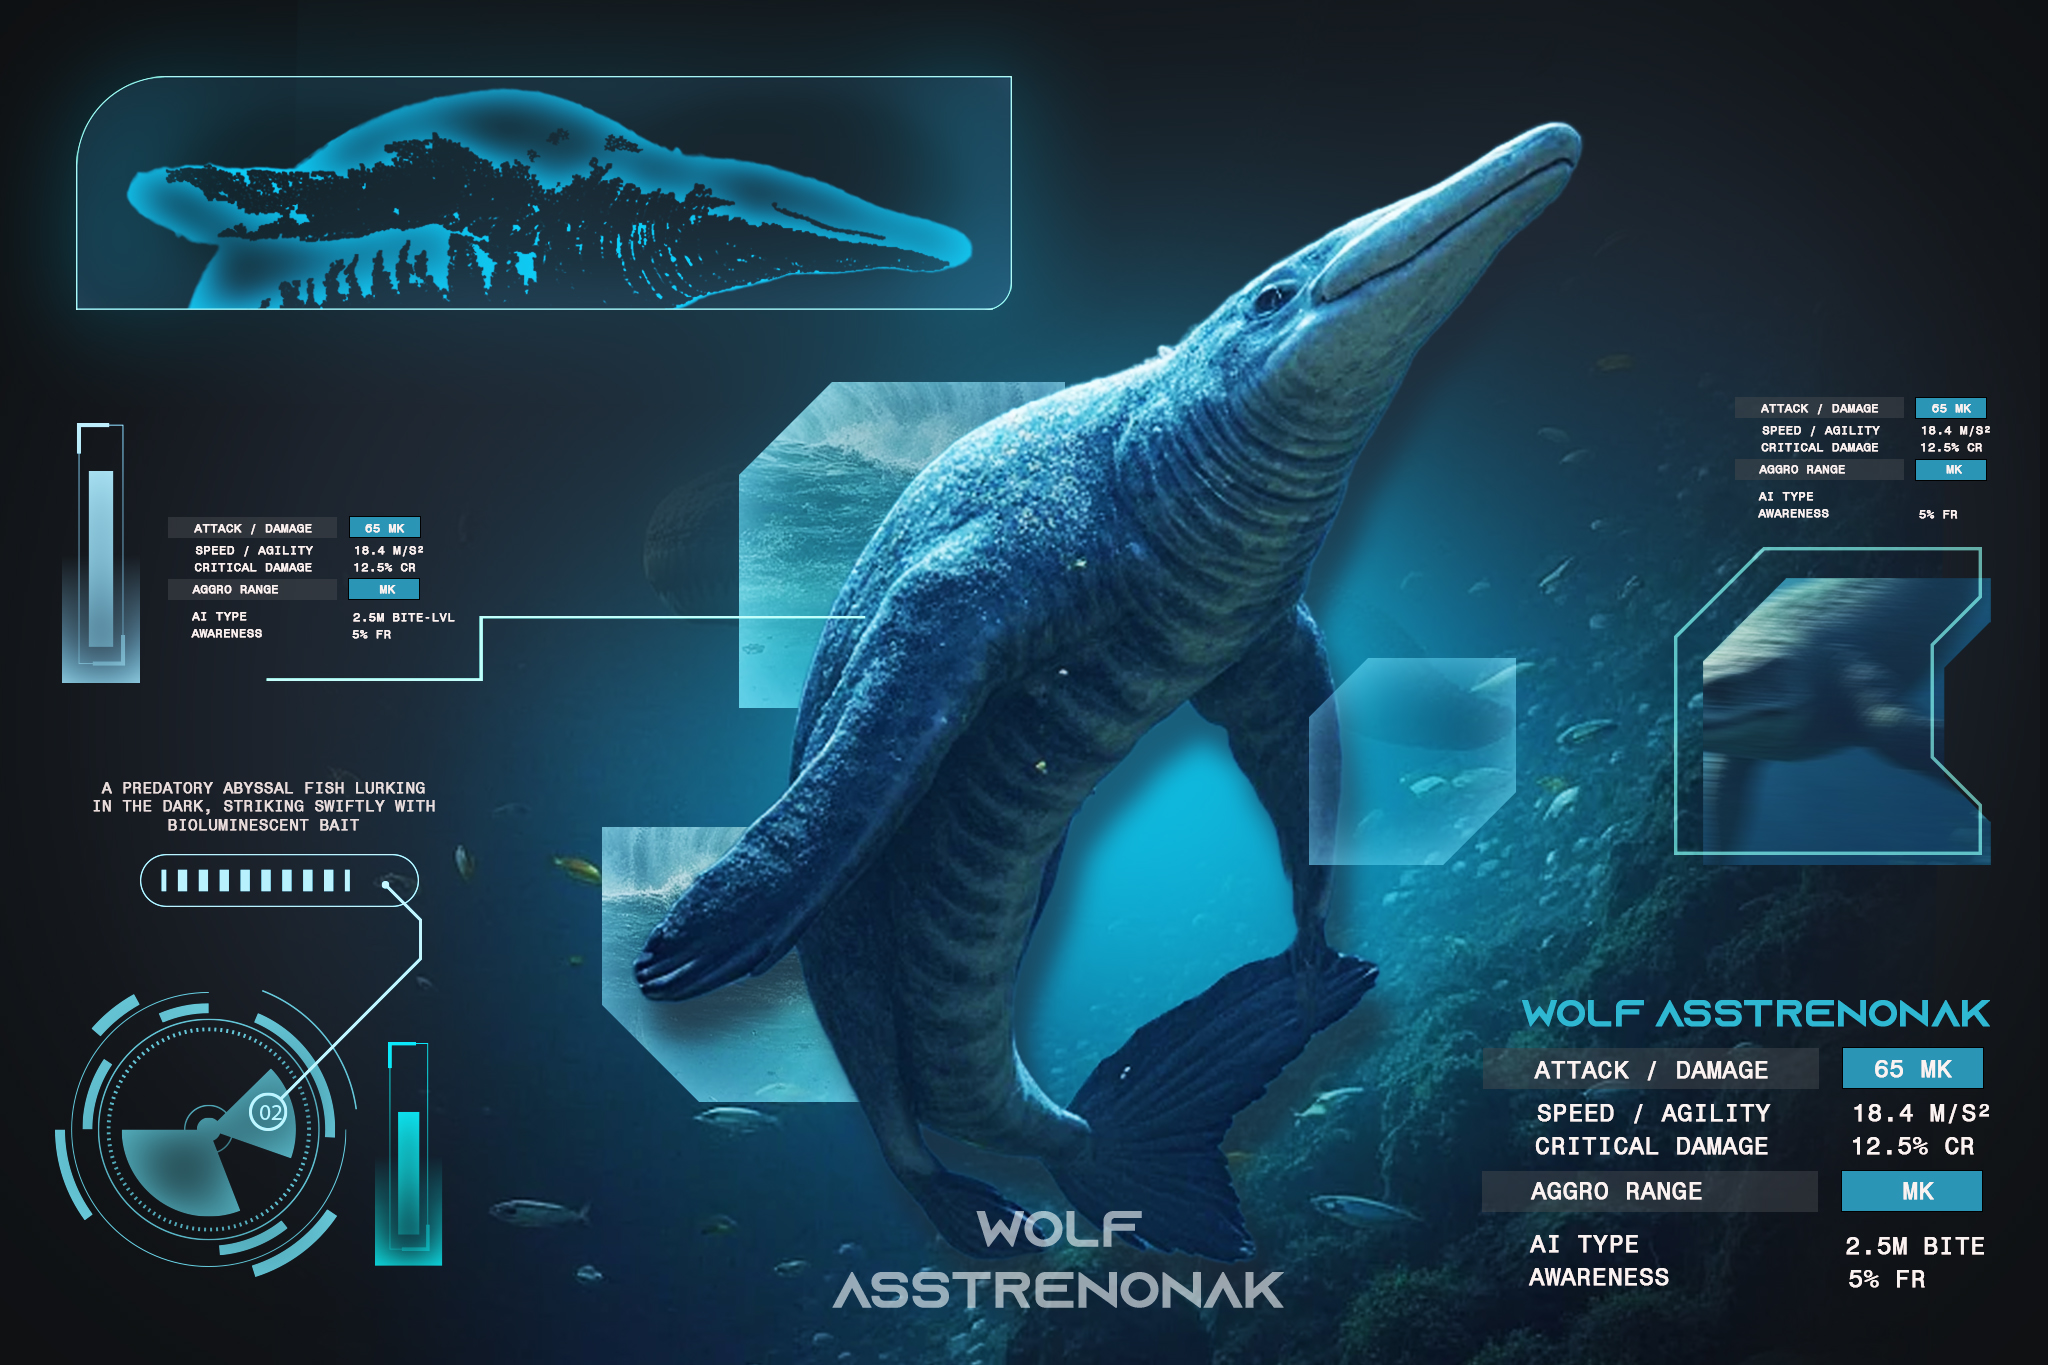 ATTACK / DAMAGE 65 MK
SPEED / AGILITY 18.4 M/S²
CRITICAL DAMAGE 12.5% CR
AGGRO RANGE MK
AI TYPE
AWARENESS 5% FR
ATTACK / DAMAGE 65 MK
SPEED / AGILITY 18.4 M/S²
CRITICAL DAMAGE 12.5% CR
AGGRO RANGE MK
AI TYPE 2.5M BITE-LVL
AWARENESS 5% FR
A PREDATORY ABYSSAL FISH LURKING
IN THE DARK, STRIKING SWIFTLY WITH
BIOLUMINESCENT BAIT
02
WOLF ASSTRENONAK
ATTACK / DAMAGE 65 MK
SPEED / AGILITY 18.4 M/S²
CRITICAL DAMAGE 12.5% CR
AGGRO RANGE MK
AI TYPE 2.5M BITE
AWARENESS 5% FR
WOLF
ASSTRENONAK